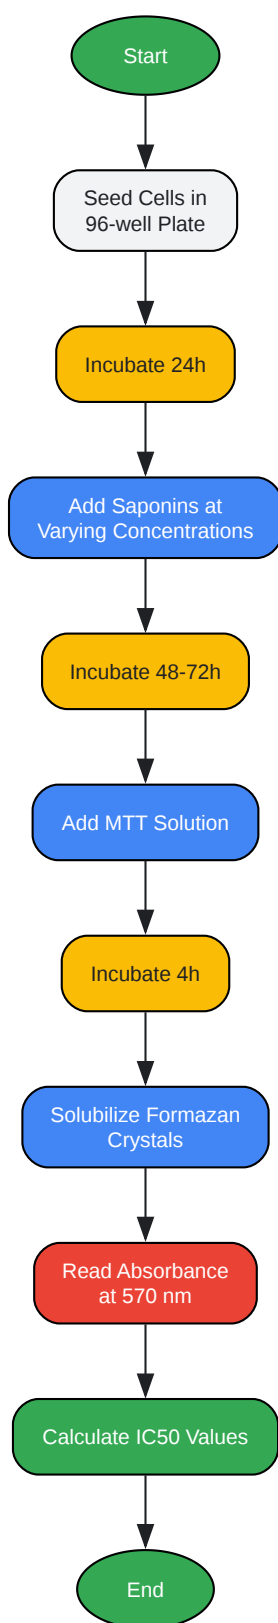 Start
Seed Cells in
96-well Plate
Incubate 24h
Add Saponins at
Varying Concentrations
Incubate 48-72h
Add MTT Solution
Incubate 4h
Solubilize Formazan
Crystals
Read Absorbance
at 570 nm
Calculate IC50 Values
End